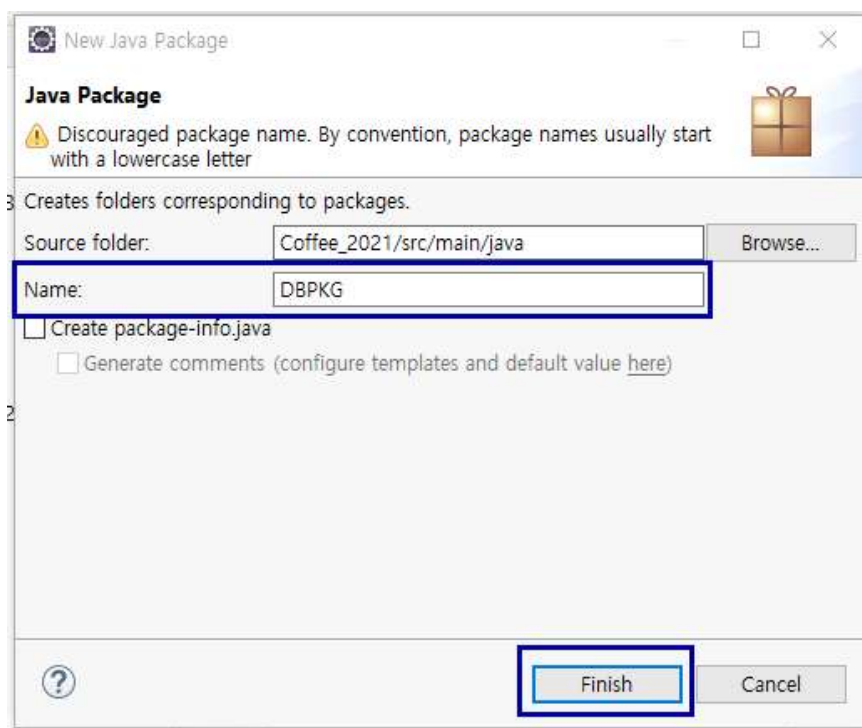 New Java Package
Java Package
Discouraged package name. By convention, package names usually start
with a lowercase letter
Creates folders corresponding to packages.
Source folder: Coffee_2021/src/main/java Browse...
Name: DBPKG
Create package-info.java
Generate comments (configure templates and default value here)
Finish Cancel